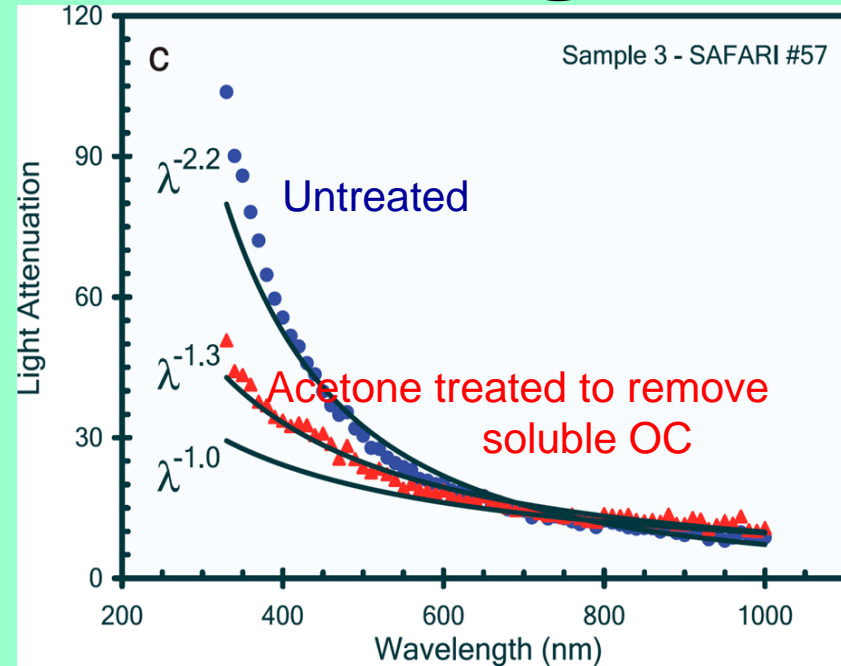 120
c
Sample 3 - SAFARI #57
90
λ-2.2
Untreated
Light Attenuation
60
λ-1.3
Acetone treated to remove
soluble OC
30
λ-1.0
0
200
400
600
800
1000
Wavelength (nm)